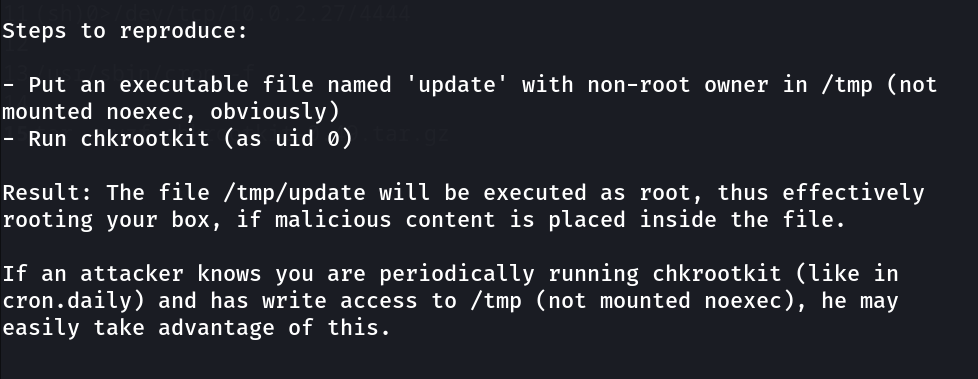 Steps to reproduce:
- Put an executable file named 'update' with non-root owner in /tmp (not
mounted noexec, obviously)
- Run chkrootkit (as uid 0)
Result: The file /tmp/update will be executed as root, thus effectively
rooting your box, if malicious content is placed inside the file.
If an attacker knows you are periodically running chkrootkit (like in
cron.daily) and has write access to /tmp (not mounted noexec), he may
easily take advantage of this.